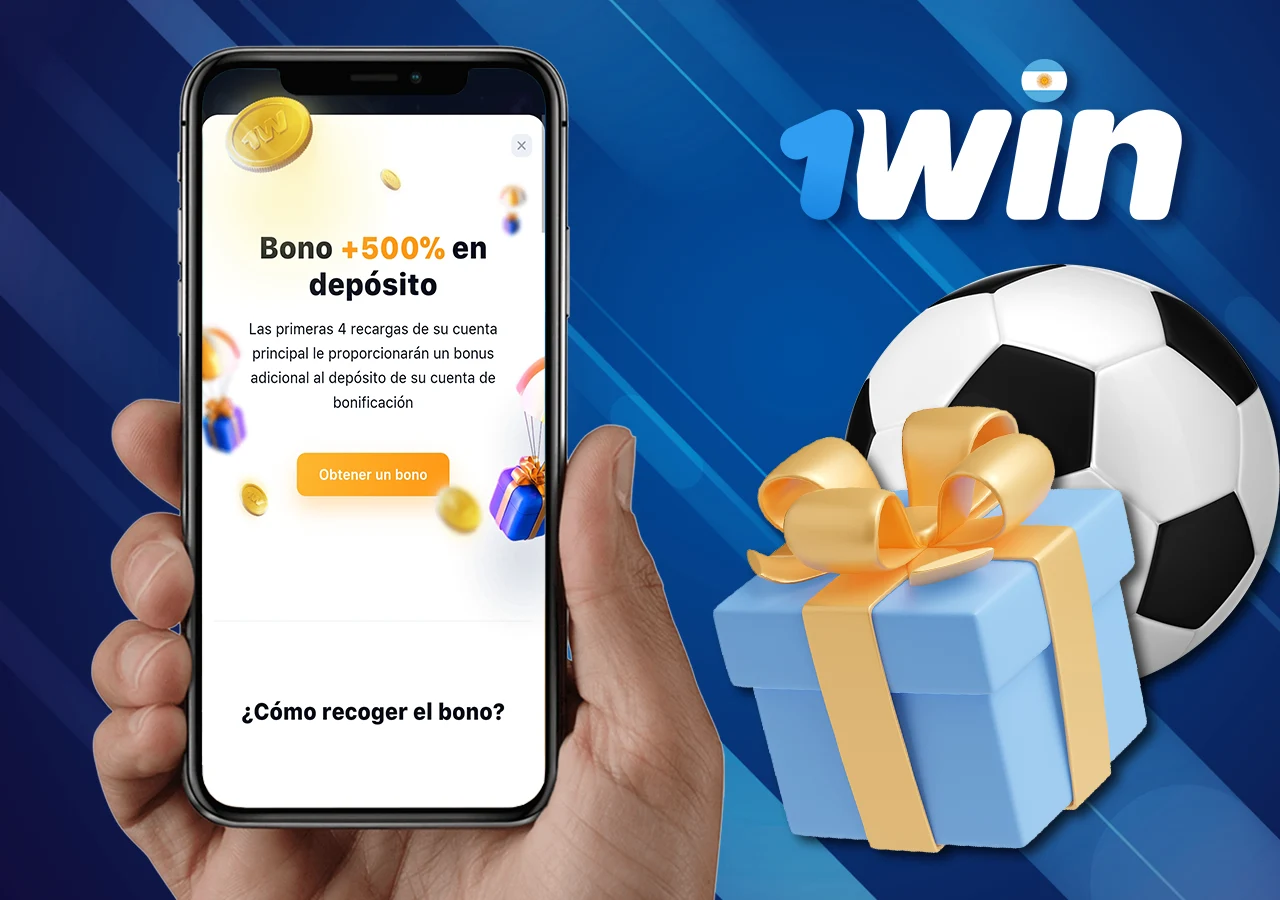 1W
Bono +500% en
depósito
Las primeras 4 recargas de su cuenta
principal le proporcionarán un bonus
adicional al depósito de su cuenta de
bonificación
Obtener un bono
¿Cómo recoger el bono?
1win